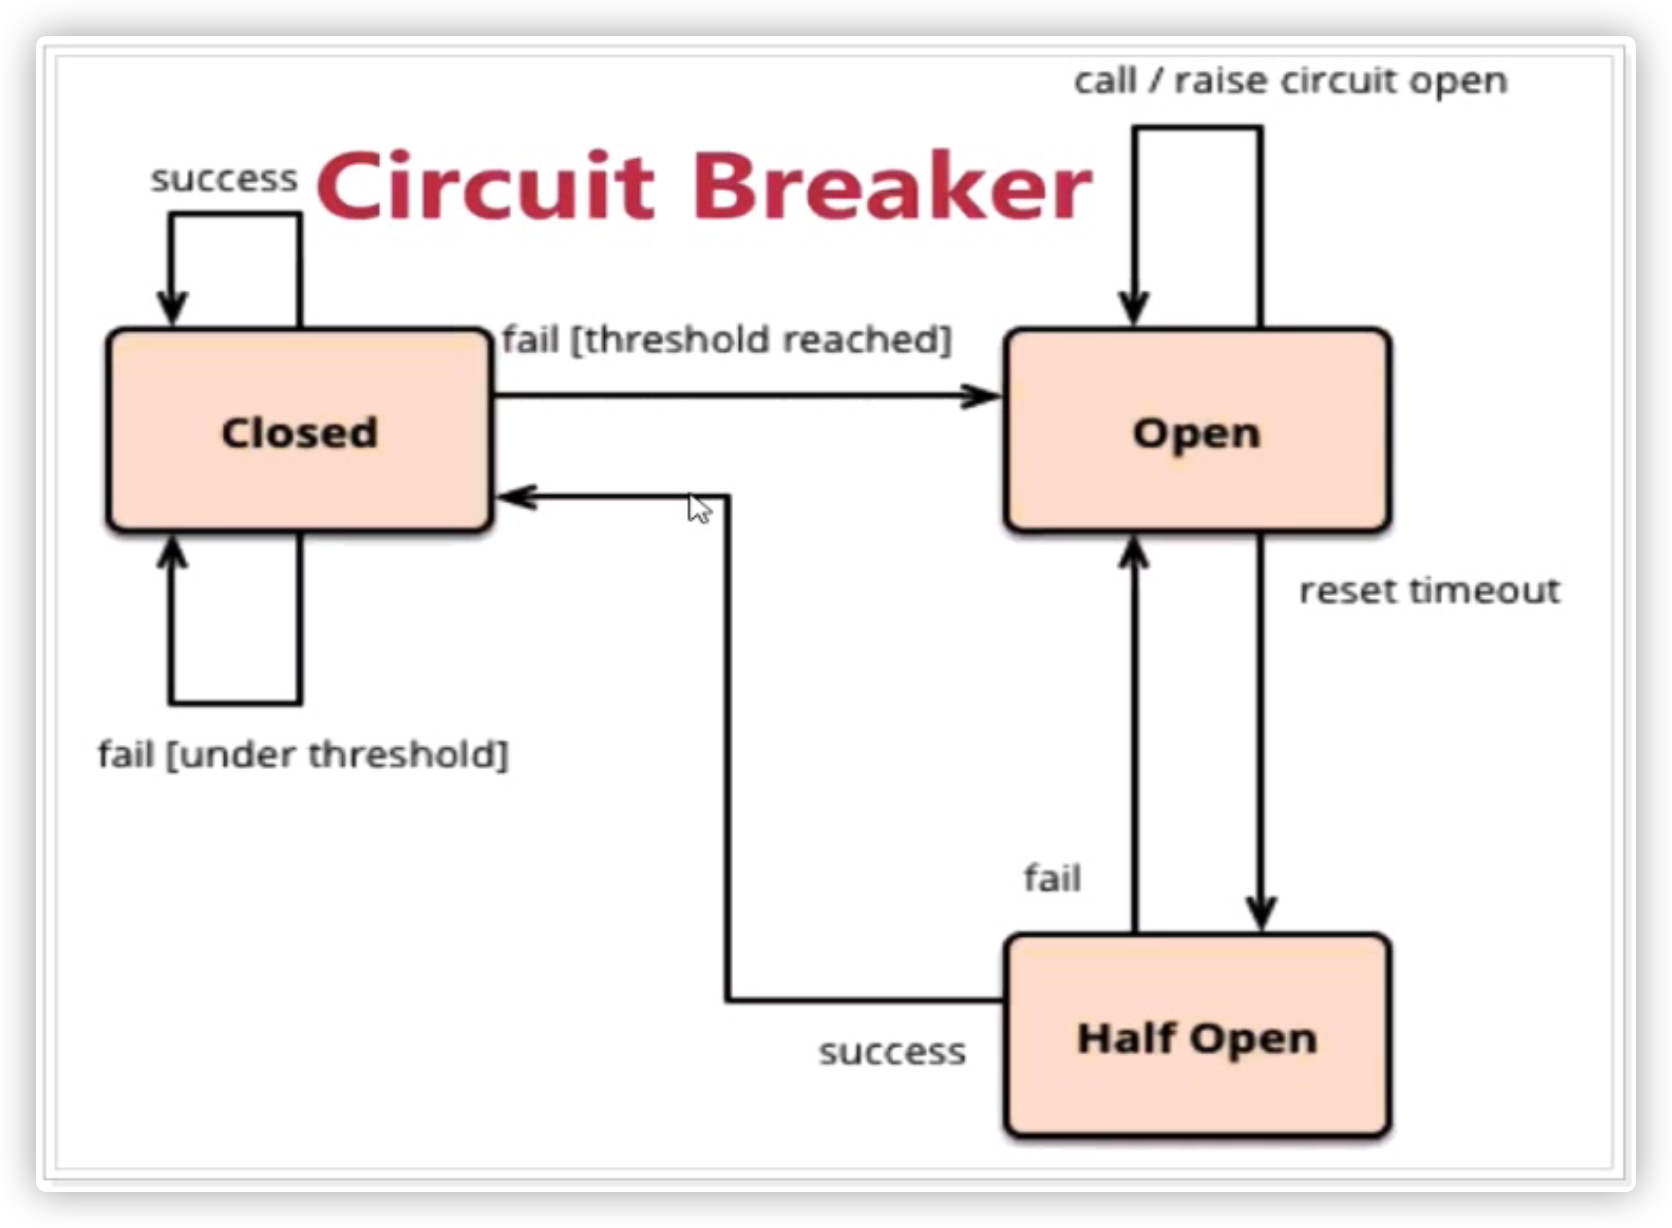 call / raise circuit open
success
Circuit Breaker
fail [threshold reached]
Closed
Open
reset timeout
fail [under threshold]
fail
Half Open
success